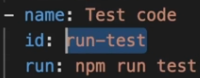 - name: Test code
id: run-test
run: npm run test